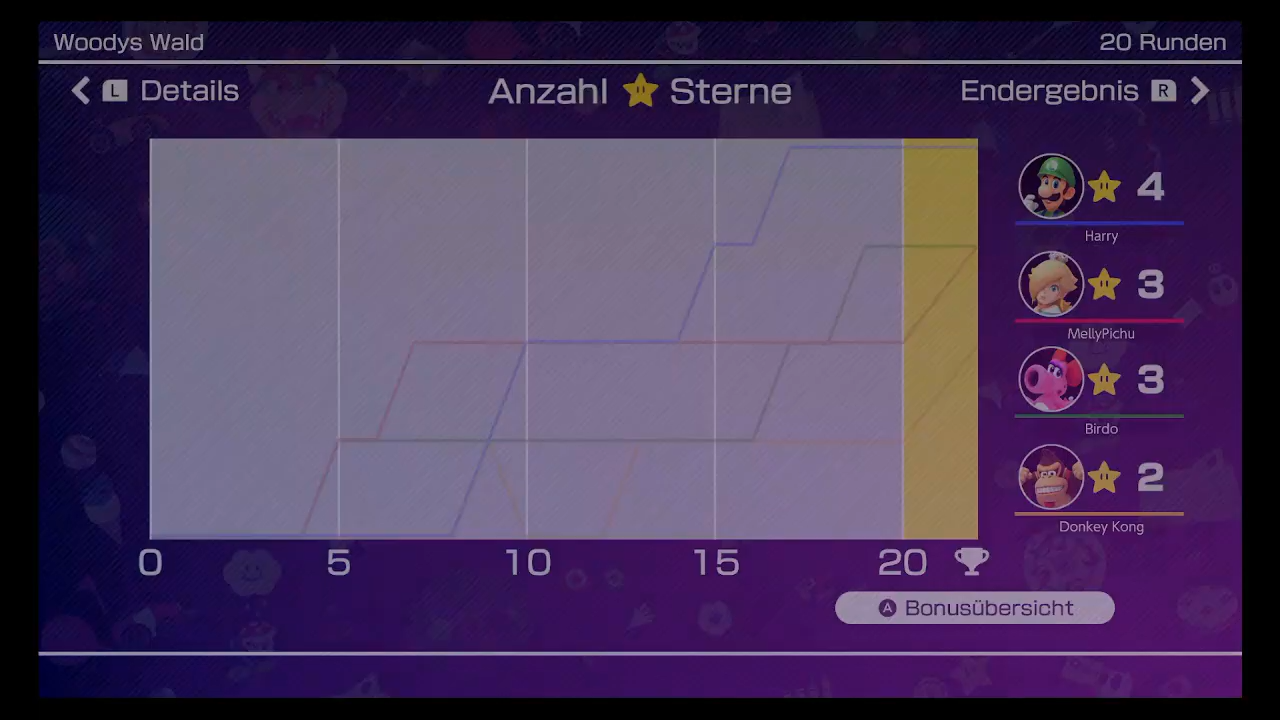 Woodys Wald
20 Runden
L Details
Anzahl Sterne
Endergebnis R
4
Harry
3
MellyPichu
3
Birdo
2
Donkey Kong
0 5 10 15 20
A Bonusübersicht